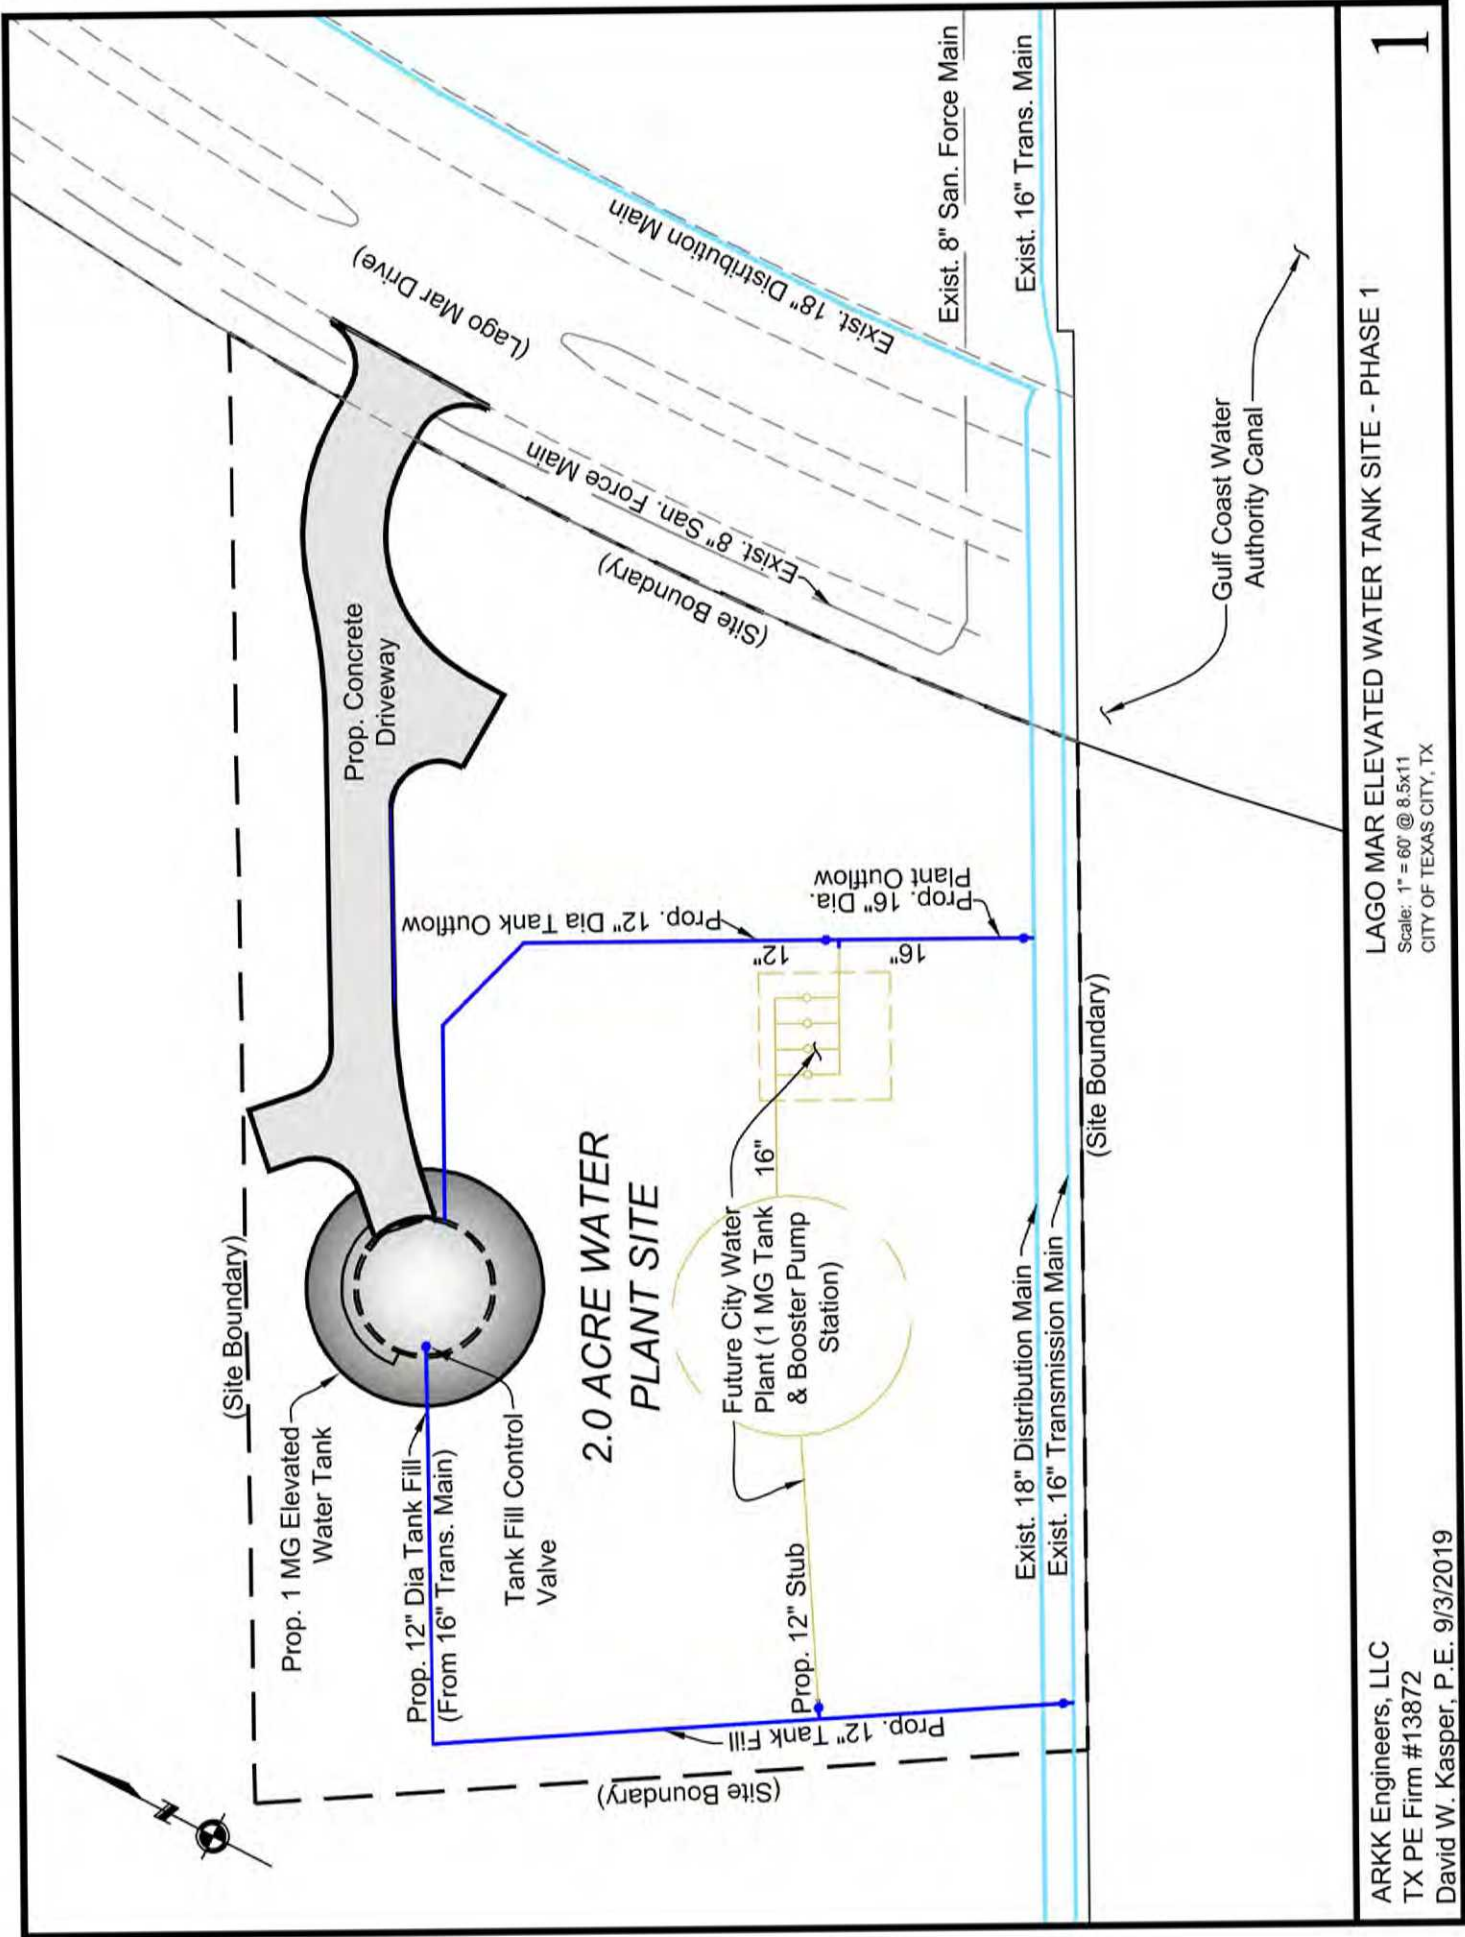 (Site Boundary)
Prop. 1 MG Elevated
Water Tank
Prop. 12" Dia Tank Fill
(From 16" Trans. Main)
Tank Fill Control
Valve
2.0 ACRE WATER
PLANT SITE
Prop. Concrete
Driveway
(Lago Mar Drive)
Exist. 18" Distribution Main
Exist. 8" San. Force Main
(Site Boundary)
Exist. 8" San. Force Main
Exist. 16" Trans. Main
Prop. 12" Dia Tank Outflow
12"
16"
Prop. 16" Dia.
Plant Outflow
16"
Future City Water
Plant (1 MG Tank
& Booster Pump
Station)
Prop. 12" Stub
Prop. 12" Tank Fill
(Site Boundary)
N
Exist. 18" Distribution Main
Exist. 16" Transmission Main
(Site Boundary)
Gulf Coast Water
Authority Canal
ARKK Engineers, LLC
TX PE Firm #13872
David W. Kasper, P.E. 9/3/2019
LAGO MAR ELEVATED WATER TANK SITE - PHASE 1
Scale: 1" = 60' @ 8.5x11
CITY OF TEXAS CITY, TX
1